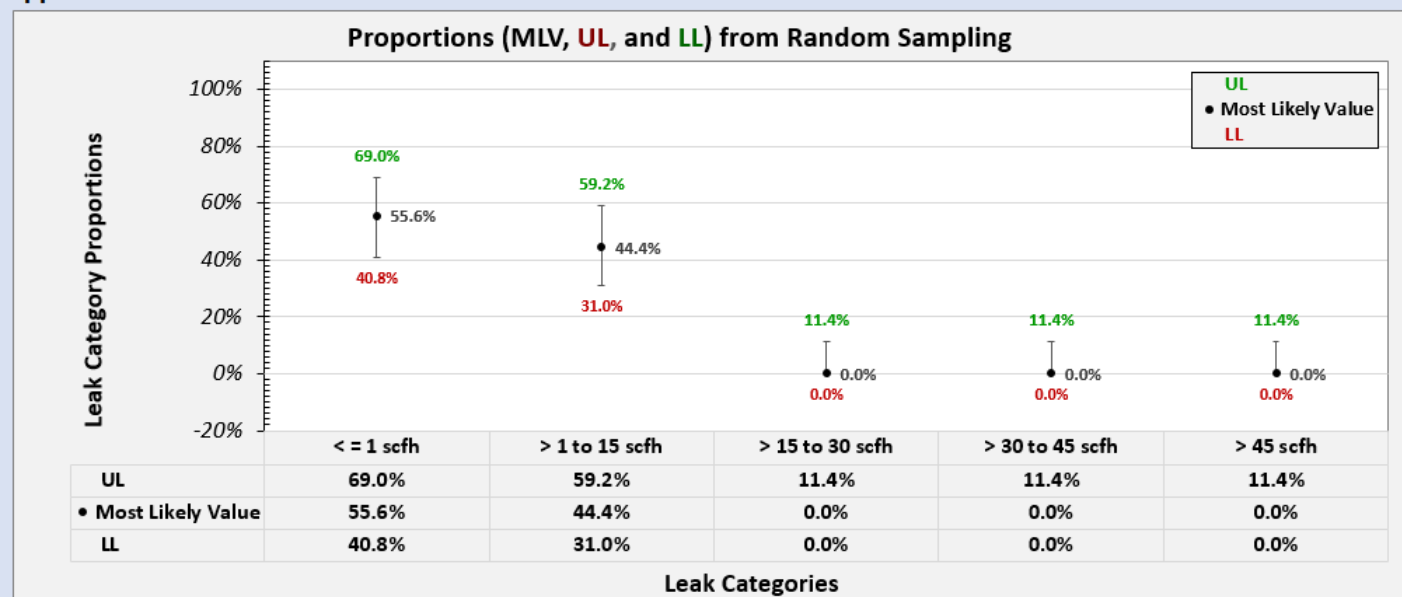 Proportions (MLV, UL, and LL) from Random Sampling
UL
• Most Likely Value
LL
Leak Category Proportions
100%
80%
60%
40%
20%
0%
-20%
69.0%
55.6%
40.8%
59.2%
44.4%
31.0%
11.4%
0.0%
0.0%
11.4%
0.0%
0.0%
11.4%
0.0%
0.0%
< = 1 scfh > 1 to 15 scfh > 15 to 30 scfh > 30 to 45 scfh > 45 scfh
UL 69.0% 59.2% 11.4% 11.4% 11.4%
• Most Likely Value 55.6% 44.4% 0.0% 0.0% 0.0%
LL 40.8% 31.0% 0.0% 0.0% 0.0%
Leak Categories